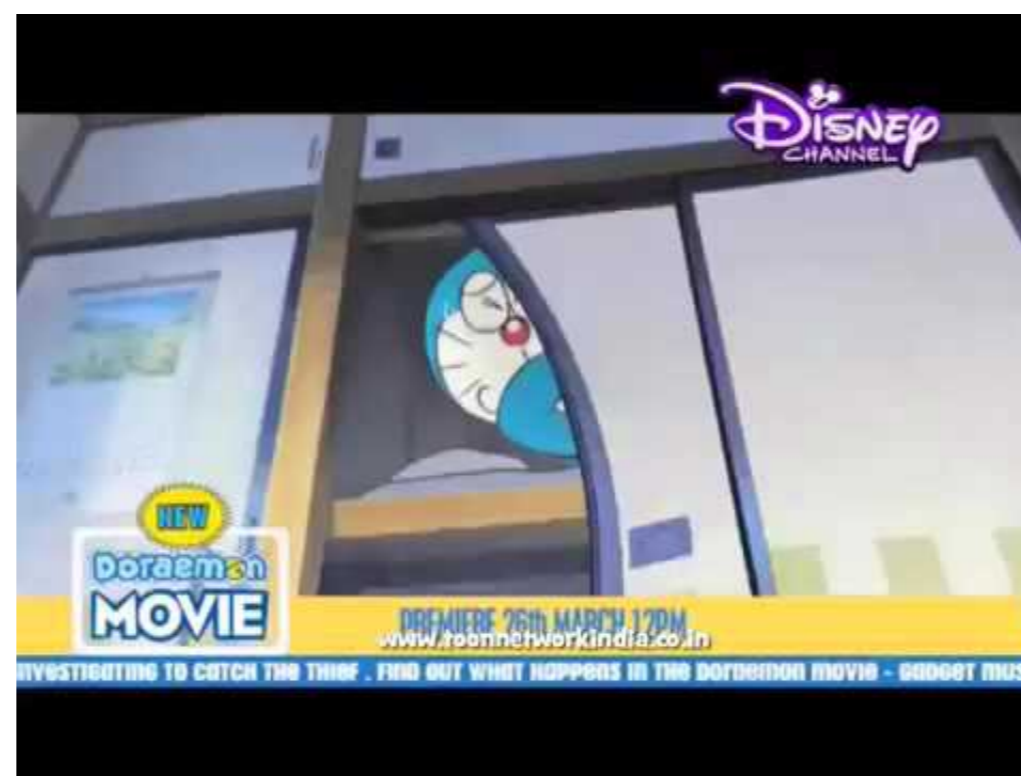 DISNEY
CHANNEL
NEW
DORAEMON
MOVIE
PREMIERE 26th MARCH 12PM
www.toonnetworkindia.co.in
INVESTIGATING TO CATCH THE THIEF . FIND OUT WHAT HAPPENS IN THE DORAEMON MOVIE - GADGET MUS